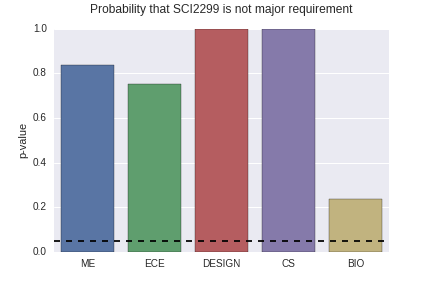 Probability that SCI2299 is not major requirement
1.0
0.8
0.6
0.4
0.2
0.0
p-value
ME ECE DESIGN CS BIO